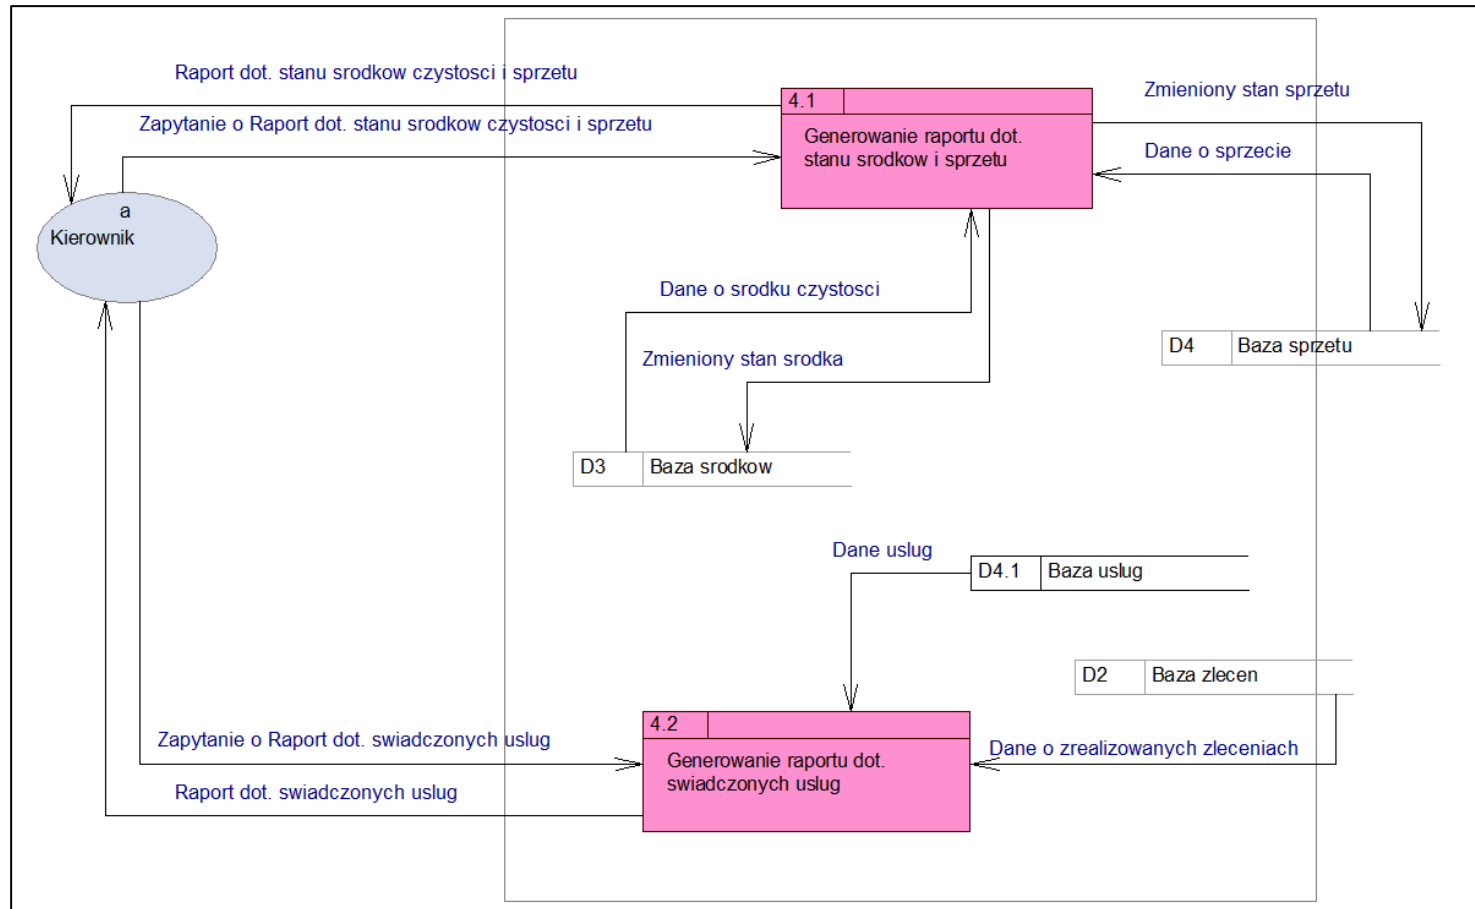 Raport dot. stanu srodkow czystosci i sprzetu
4.1
Zmieniony stan sprzetu
Zapytanie o Raport dot. stanu srodkow czystosci i sprzetu
Generowanie raportu dot.
stanu srodkow i sprzetu
Dane o sprzecie
a
Kierownik
Dane o srodku czystosci
D4
Baza sprzetu
Zmieniony stan srodka
D3
Baza srodkow
Dane uslug
D4.1
Baza uslug
D2
Baza zlecen
4.2
Zapytanie o Raport dot. swiadczonych uslug
Generowanie raportu dot.
swiadczonych uslug
Dane o zrealizowanych zleceniach
Raport dot. swiadczonych uslug